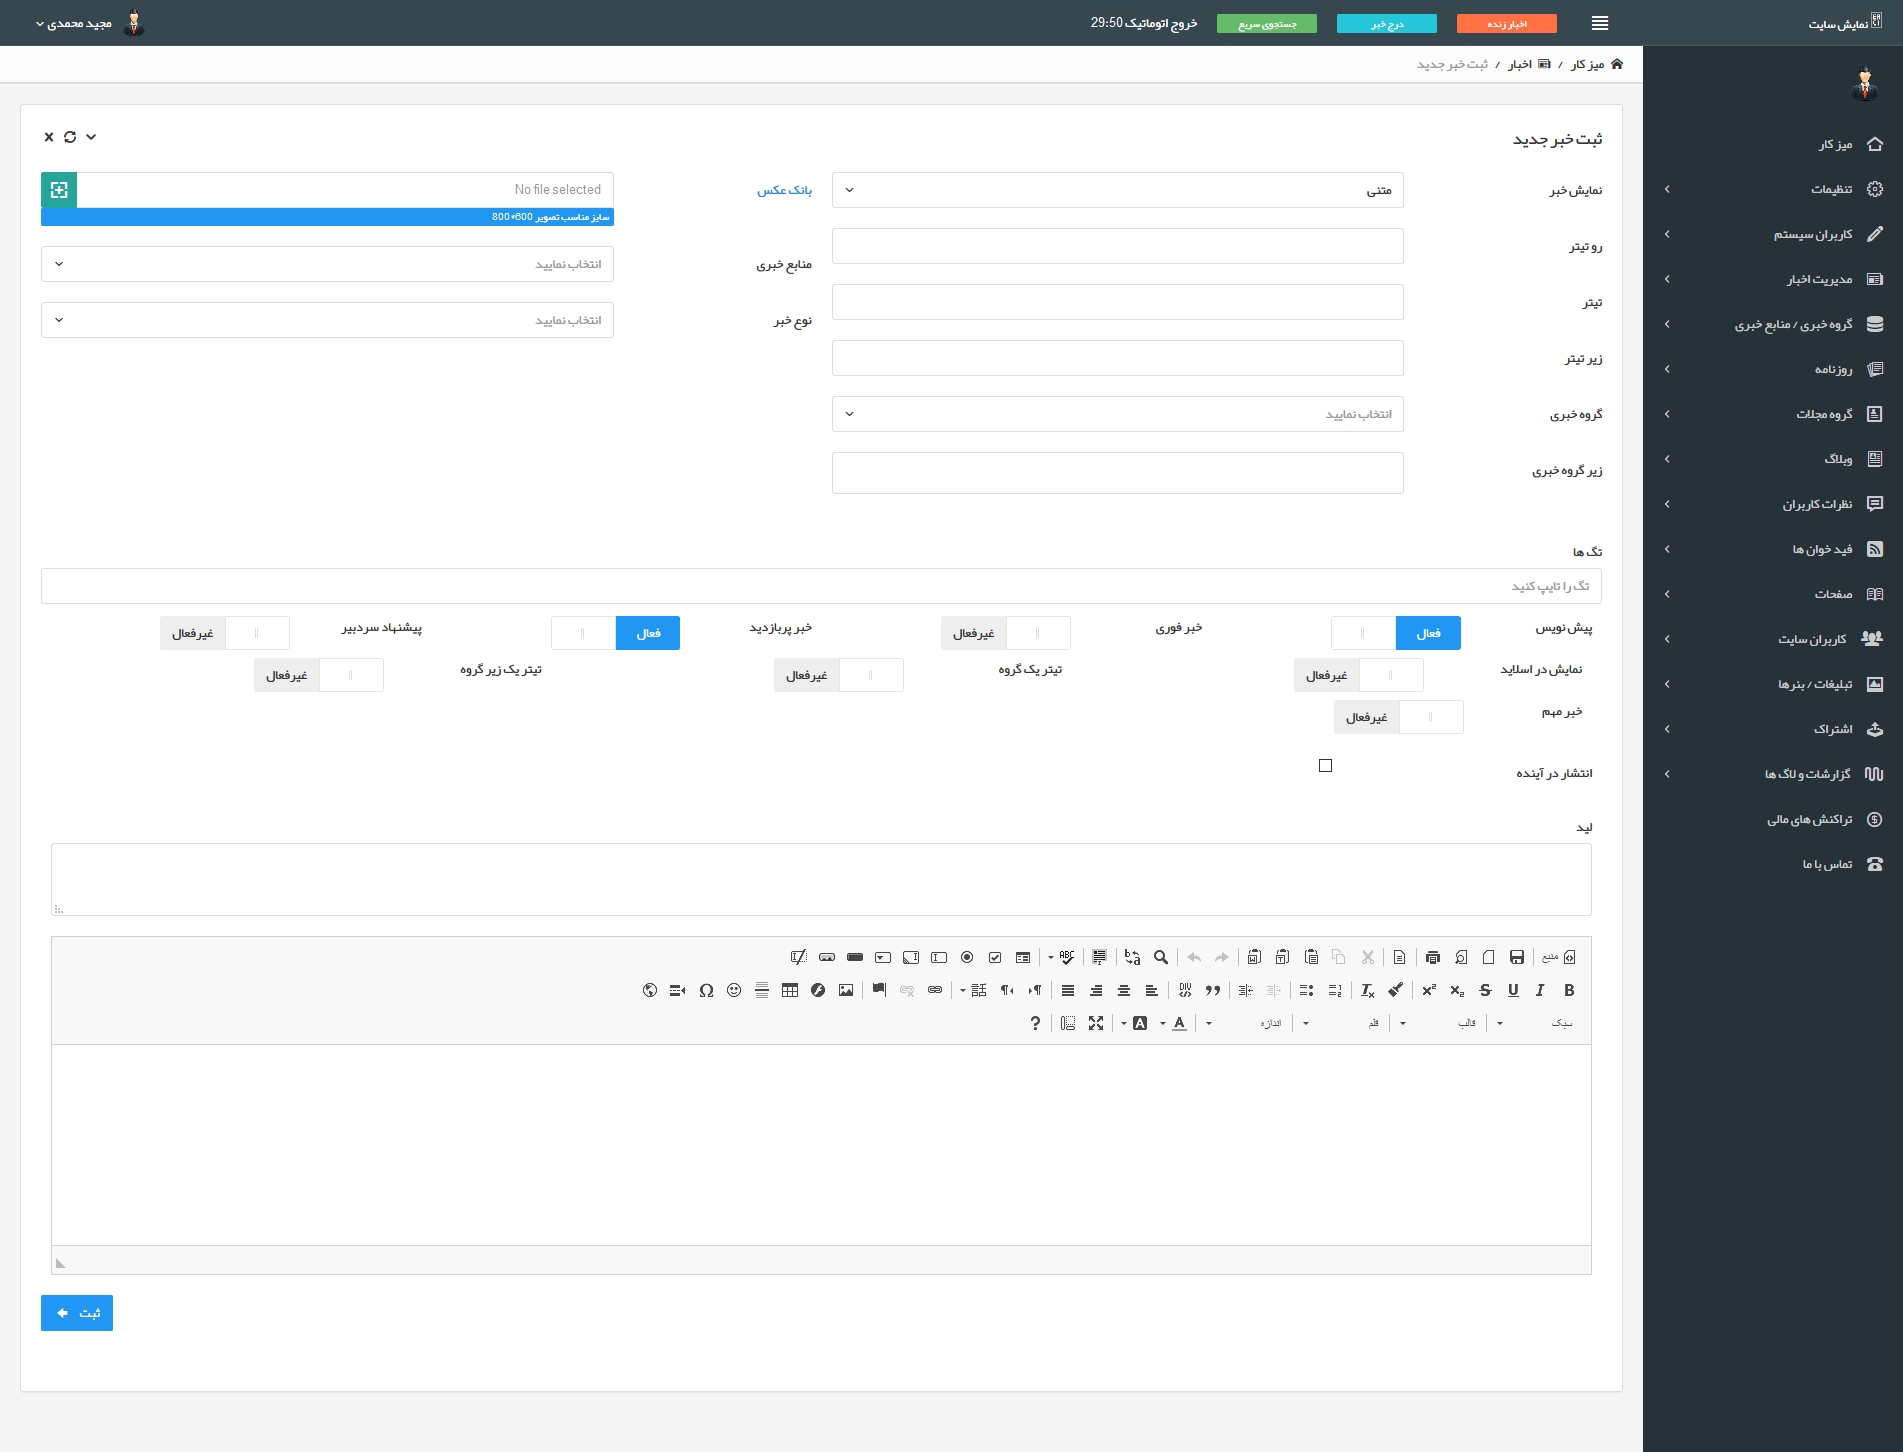 نمایش سایت
اخبار زنده
درج خبر
جستجوی سریع
خروج اتوماتیک 29:50
مجید محمدی
میز کار / اخبار / ثبت خبر جدید
میز کار
تنظیمات
کاربران سیستم
مدیریت اخبار
گروه خبری / منابع خبری
روزنامه
گروه مجلات
وبلاگ
نظرات کاربران
فید خوان ها
صفحات
کاربران سایت
تبلیغات / بنرها
اشتراک
گزارشات و لاگ ها
تراکنش های مالی
تماس با ما
ثبت خبر جدید
نمایش خبر
متنی
رو تیتر
تیتر
زیر تیتر
گروه خبری
انتخاب نمایید
زیر گروه خبری
بانک عکس
No file selected
سایز مناسب تصویر 600*800
منابع خبری
انتخاب نمایید
نوع خبر
انتخاب نمایید
تگ ها
تگ را تایپ کنید
پیش نویس فعال خبر فوری غیرفعال خبر پربازدید فعال پیشنهاد سردبیر غیرفعال
نمایش در اسلاید غیرفعال تیتر یک گروه غیرفعال تیتر یک زیر گروه غیرفعال
خبر مهم غیرفعال
انتشار در آینده
لید
منبع
سبک قالب قلم اندازه
ثبت